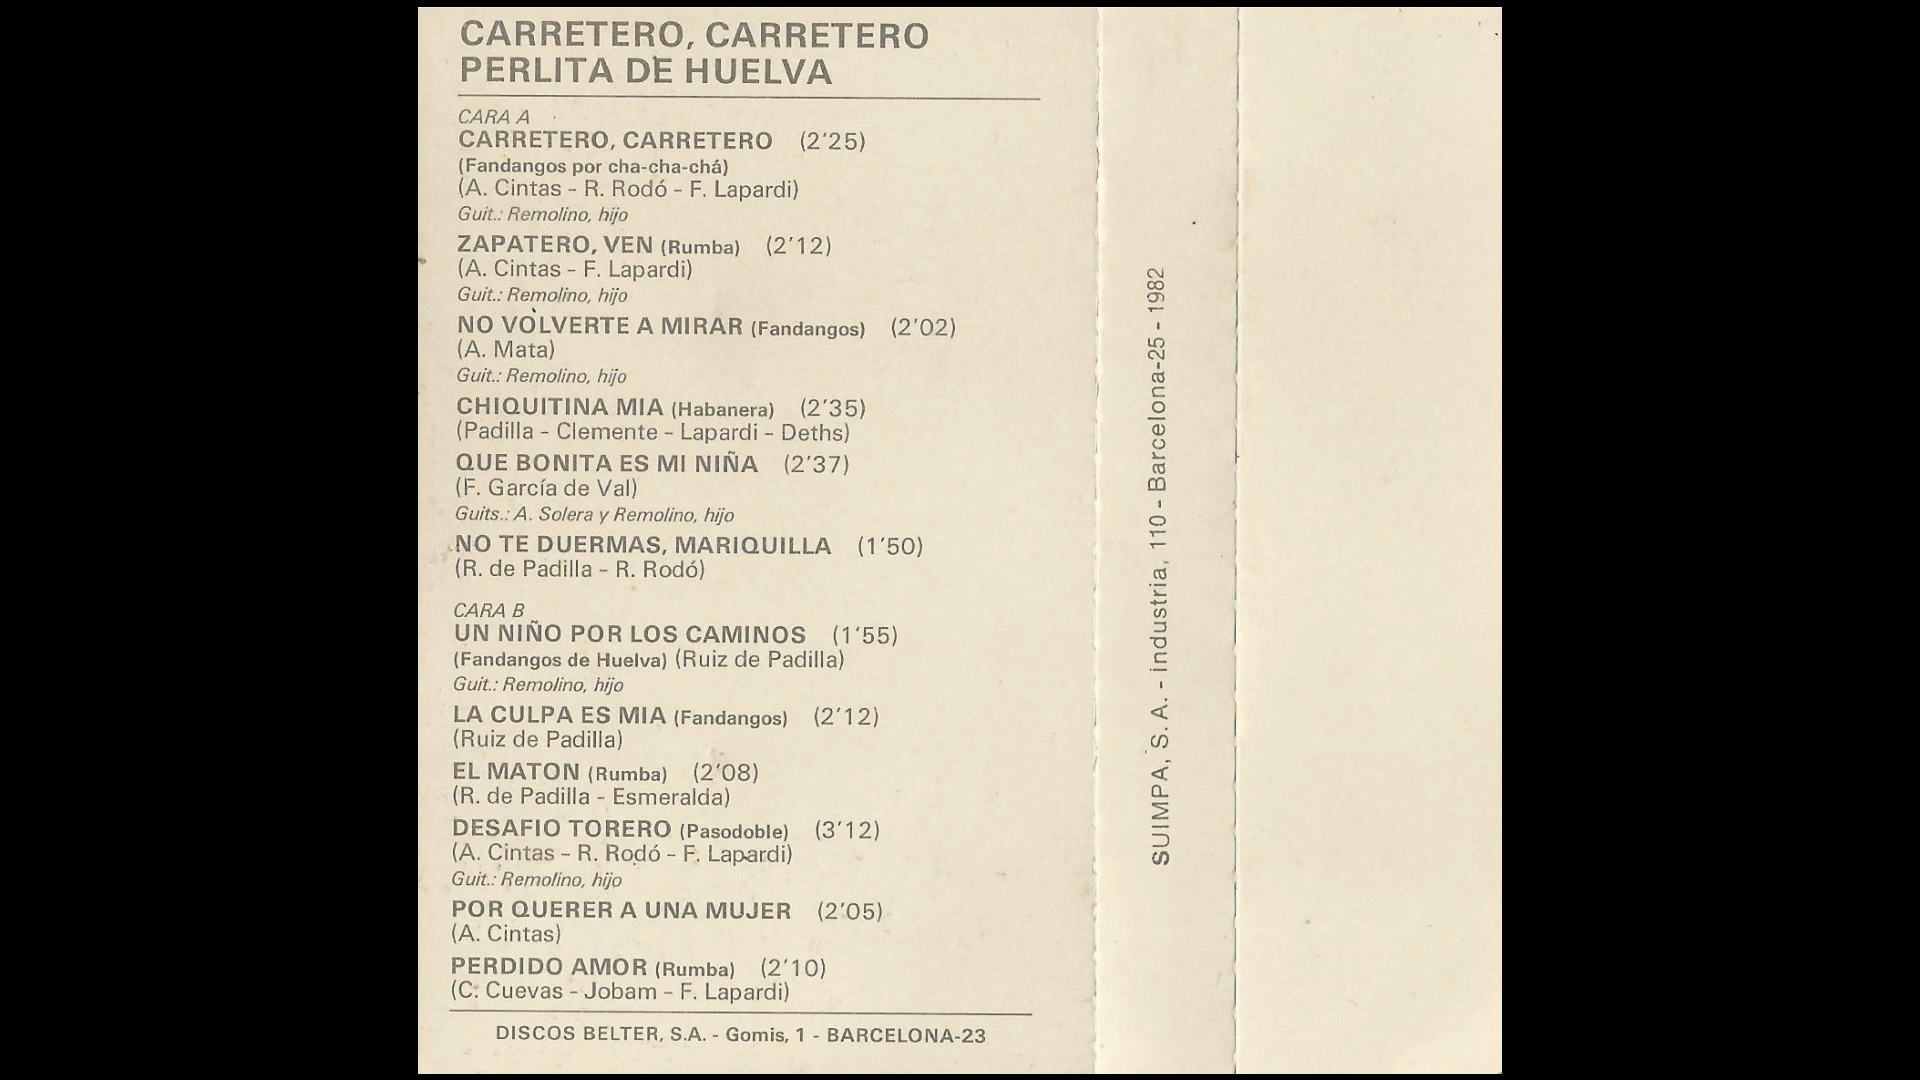 CARRETERO, CARRETERO
PERLITA DE HUELVA
CARA A
CARRETERO, CARRETERO (2'25)
(Fandangos por cha-cha-chá)
(A. Cintas - R. Rodó - F. Lapardi)
Guit.: Remolino, hijo
ZAPATERO, VEN (Rumba) (2'12)
(A. Cintas - F. Lapardi)
Guit.: Remolino, hijo
NO VOLVERTE A MIRAR (Fandangos) (2'02)
(A. Mata)
Guit.: Remolino, hijo
CHIQUITINA MIA (Habanera) (2'35)
(Padilla - Clemente - Lapardi - Deths)
QUE BONITA ES MI NIÑA (2'37)
(F. García de Val)
Guits.: A. Solera y Remolino, hijo
NO TE DUERMAS, MARIQUILLA (1'50)
(R. de Padilla - R. Rodó)
CARA B
UN NIÑO POR LOS CAMINOS (1'55)
(Fandangos de Huelva) (Ruiz de Padilla)
Guit.: Remolino, hijo
LA CULPA ES MIA (Fandangos) (2'12)
(Ruiz de Padilla)
EL MATON (Rumba) (2'08)
(R. de Padilla - Esmeralda)
DESAFIO TORERO (Pasodoble) (3'12)
(A. Cintas - R. Rodó - F. Lapardi)
Guit.: Remolino, hijo
POR QUERER A UNA MUJER (2'05)
(A. Cintas)
PERDIDO AMOR (Rumba) (2'10)
(C. Cuevas - Jobam - F. Lapardi)
DISCOS BELTER, S.A. - Gomis, 1 - BARCELONA-23
SUIMPA, S. A. - Industria, 110 - Barcelona-25 - 1982